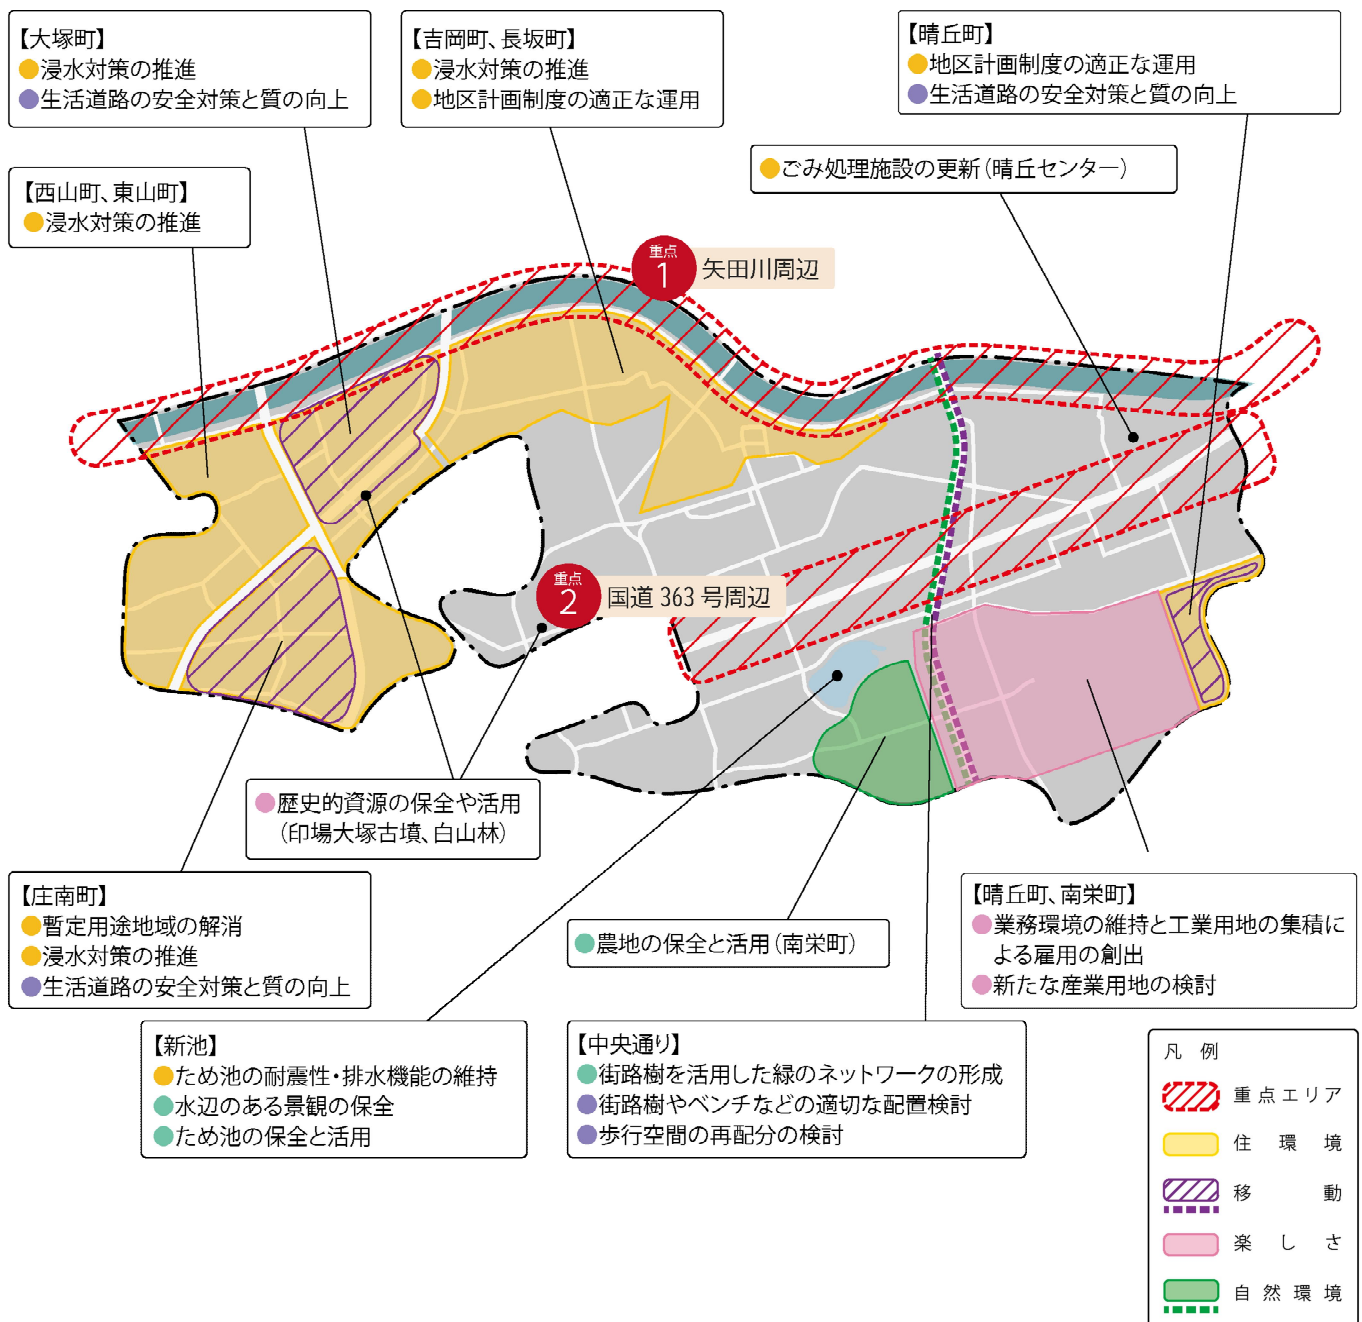 【大塚町】
●浸水対策の推進
●生活道路の安全対策と質の向上
【吉岡町、長坂町】
●浸水対策の推進
●地区計画制度の適正な運用
【晴丘町】
●地区計画制度の適正な運用
●生活道路の安全対策と質の向上
●ごみ処理施設の更新(晴丘センター)
【西山町、東山町】
●浸水対策の推進
重点
1
矢田川周辺
重点
2
国道 363 号周辺
●歴史的資源の保全や活用
(印場大塚古墳、白山林)
【庄南町】
●暫定用途地域の解消
●浸水対策の推進
●生活道路の安全対策と質の向上
●農地の保全と活用(南栄町)
【晴丘町、南栄町】
●業務環境の維持と工業用地の集積に
よる雇用の創出
●新たな産業用地の検討
【新池】
●ため池の耐震性・排水機能の維持
●水辺のある景観の保全
●ため池の保全と活用
【中央通り】
●街路樹を活用した緑のネットワークの形成
●街路樹やベンチなどの適切な配置検討
●歩行空間の再配分の検討
凡 例
重点エリア
住環境
移動
楽しさ
自然環境